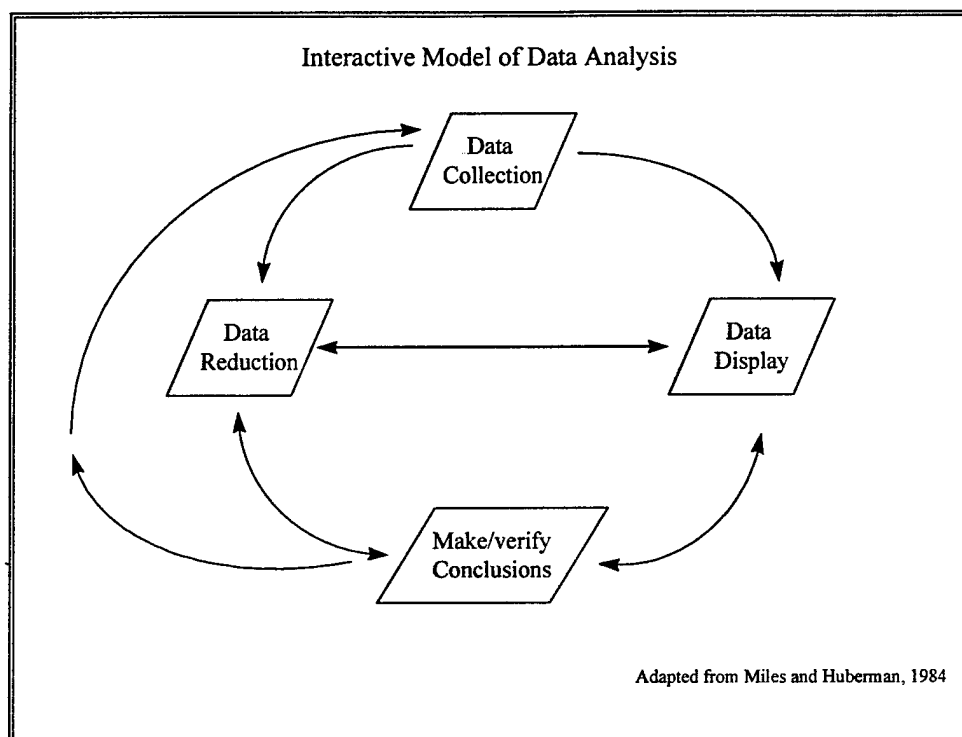 Interactive Model of Data Analysis
Data
Collection
Data
Reduction
Data
Display
Make/verify
Conclusions
Adapted from Miles and Huberman, 1984